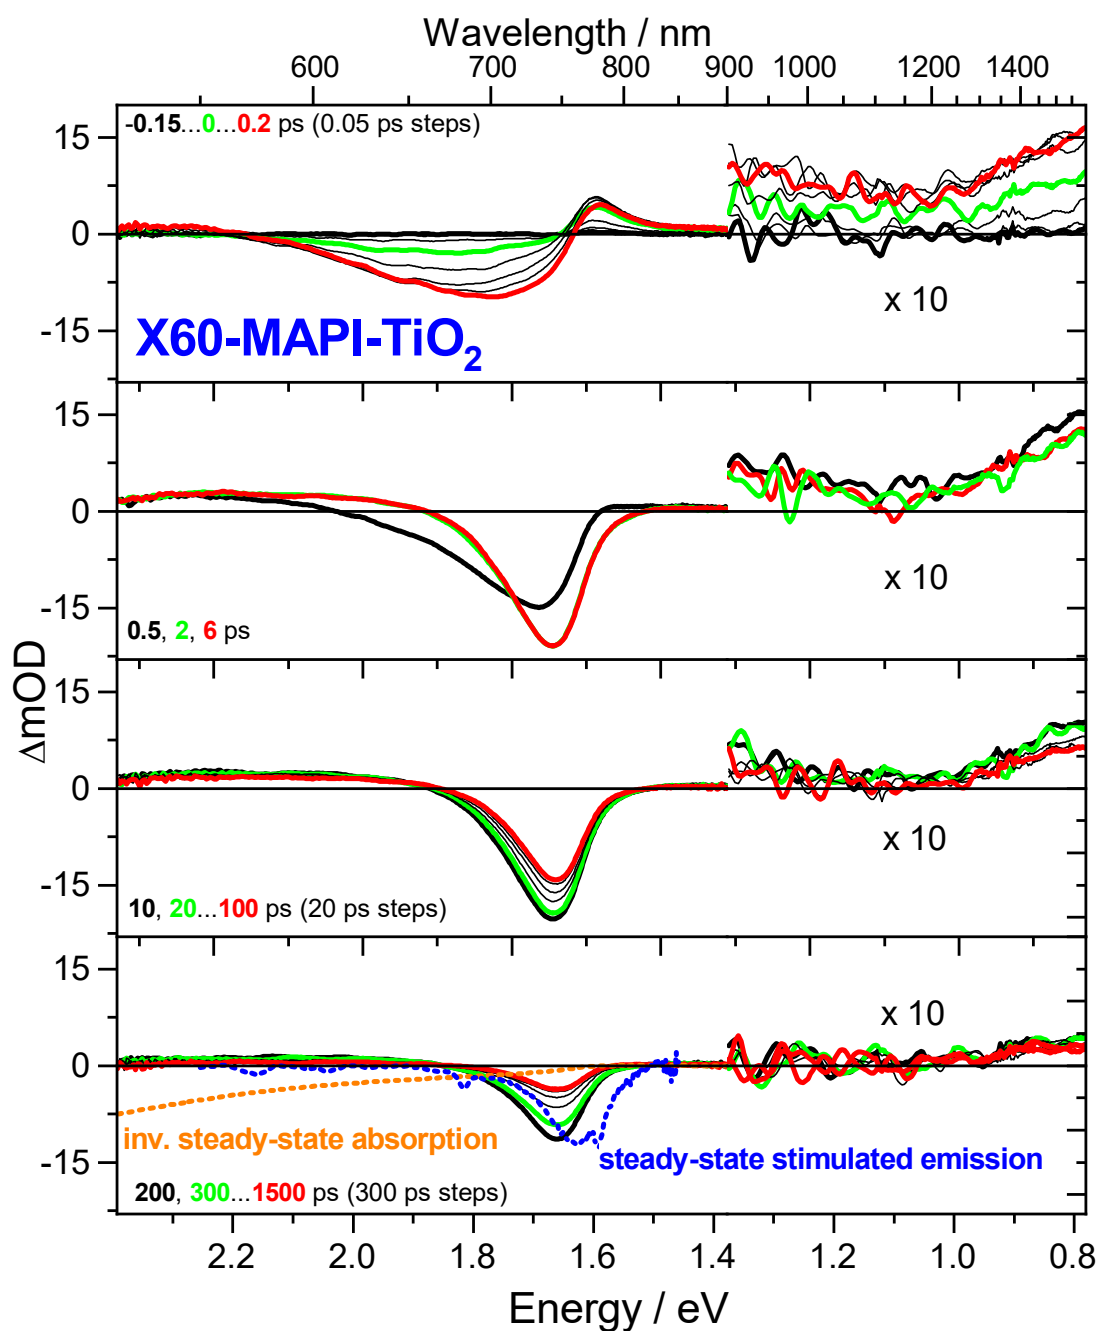 Wavelength / nm
600 700 800 900 1000 1200 1400
-0.15...0...0.2 ps (0.05 ps steps)
15
0
-15
x 10
X60-MAPI-TiO2
15
0
-15
x 10
0.5, 2, 6 ps
ΔmOD
15
0
-15
x 10
10, 20...100 ps (20 ps steps)
15
0
-15
x 10
inv. steady-state absorption
steady-state stimulated emission
200, 300...1500 ps (300 ps steps)
2.2 2.0 1.8 1.6 1.4 1.2 1.0 0.8
Energy / eV